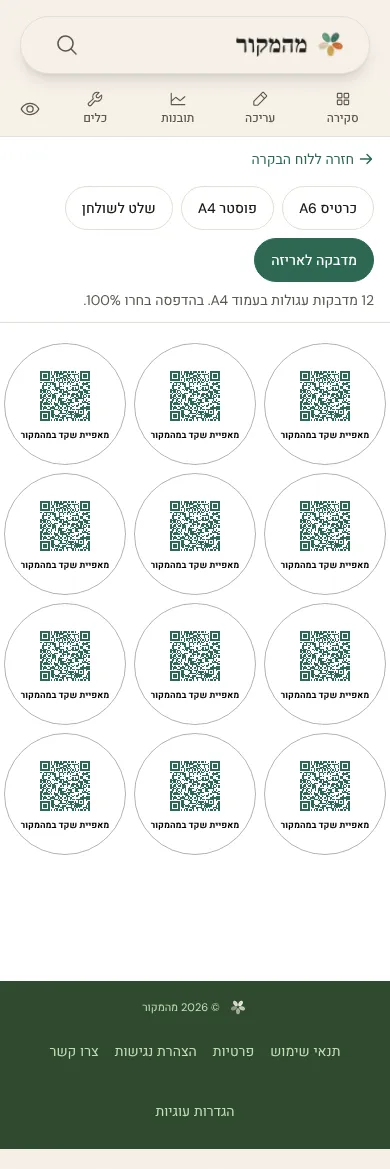 מהמקור
סקירה
עריכה
תובנות
כלים
חזרה ללוח הבקרה
כרטיס A6
פוסטר A4
שלט לשולחן
מדבקה לאריזה
12 מדבקות עגולות בעמוד A4. בהדפסה בחרו 100%.
מאפיית שקד במהמקור
מאפיית שקד במהמקור
מאפיית שקד במהמקור
מאפיית שקד במהמקור
מאפיית שקד במהמקור
מאפיית שקד במהמקור
מאפיית שקד במהמקור
מאפיית שקד במהמקור
מאפיית שקד במהמקור
מאפיית שקד במהמקור
מאפיית שקד במהמקור
מאפיית שקד במהמקור
© 2026 מהמקור
תנאי שימוש
פרטיות
הצהרת נגישות
צרו קשר
הגדרות עוגיות